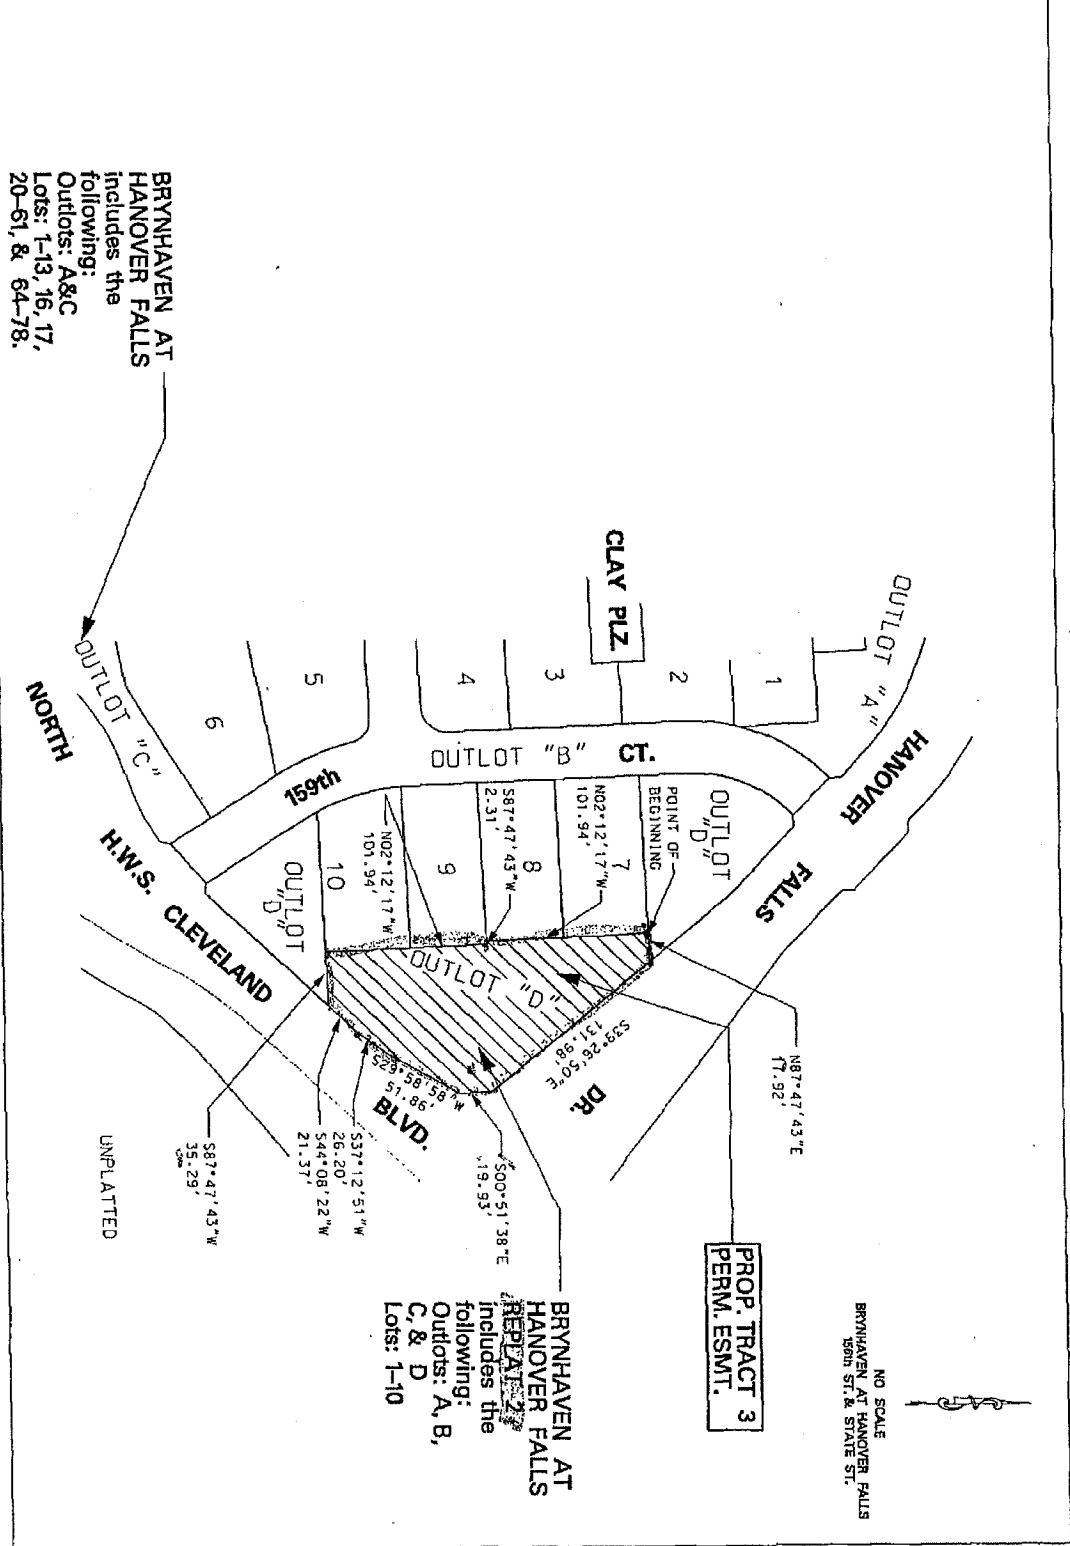 NO SCALE
BRYNHAVEN AT HANOVER FALLS
156th ST. & STATE ST.
OUTLOT "A"
HANOVER
FALLS
DR.
1
2
3
4
5
6
CLAY PLZ.
OUTLOT "B"
CT.
159th
OUTLOT
"D"
POINT OF
BEGINNING
7
N02°12'17"W
101.94'
8
S87°47'43"W
2.31'
9
N02°12'17"W
101.94'
10
OUTLOT
"D"
OUTLOT "D"
N87°47'43"E
17.92'
S39°26'50"E
131.98'
S00°51'38"E
19.93'
S29°58'58"W
51.86'
S37°12'51"W
26.20'
S44°08'22"W
21.37'
S87°47'43"W
35.29'
PROP. TRACT 3
PERM. ESMT.
BRYNHAVEN AT
HANOVER FALLS
REPLAT 2
includes the
following:
Outlots: A, B,
C, & D
Lots: 1-10
OUTLOT "C"
NORTH
H.W.S. CLEVELAND
BLVD.
UNPLATTED
BRYNHAVEN AT
HANOVER FALLS
includes the
following:
Outlots: A&C
Lots: 1-13, 16, 17,
20-61, & 64-78.